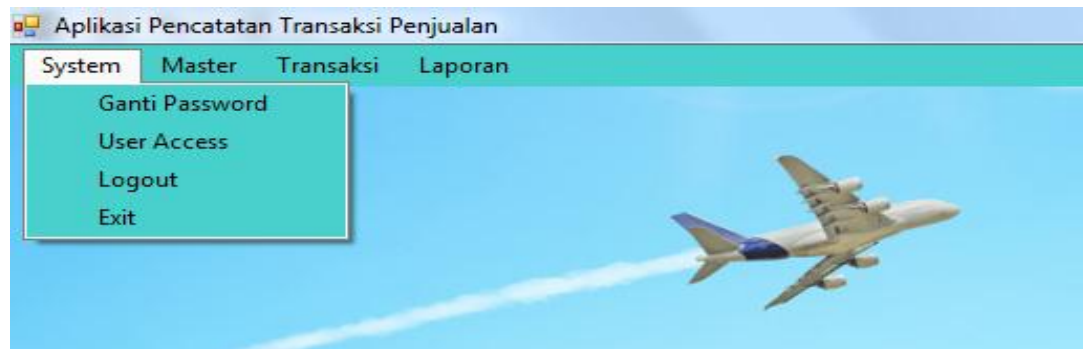 Aplikasi Pencatatan Transaksi Penjualan
System Master Transaksi Laporan
Ganti Password
User Access
Logout
Exit